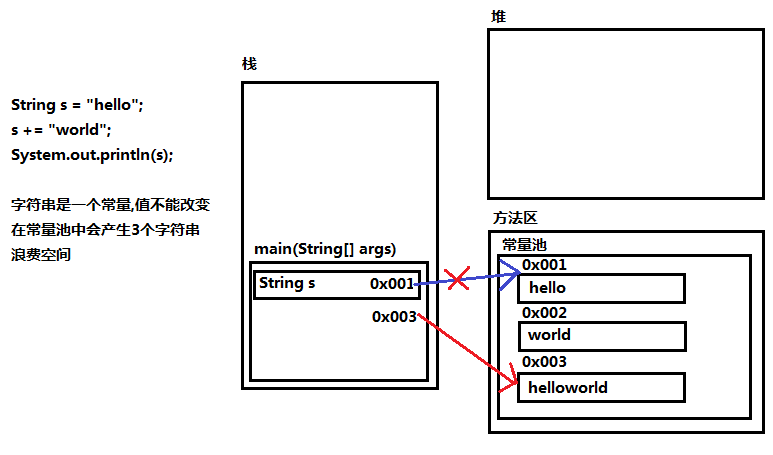 堆
栈
String s = "hello";
s += "world";
System.out.println(s);
字符串是一个常量,值不能改变
在常量池中会产生3个字符串
浪费空间
main(String[] args)
String s 0x001
0x003
方法区
常量池
0x001
hello
0x002
world
0x003
helloworld